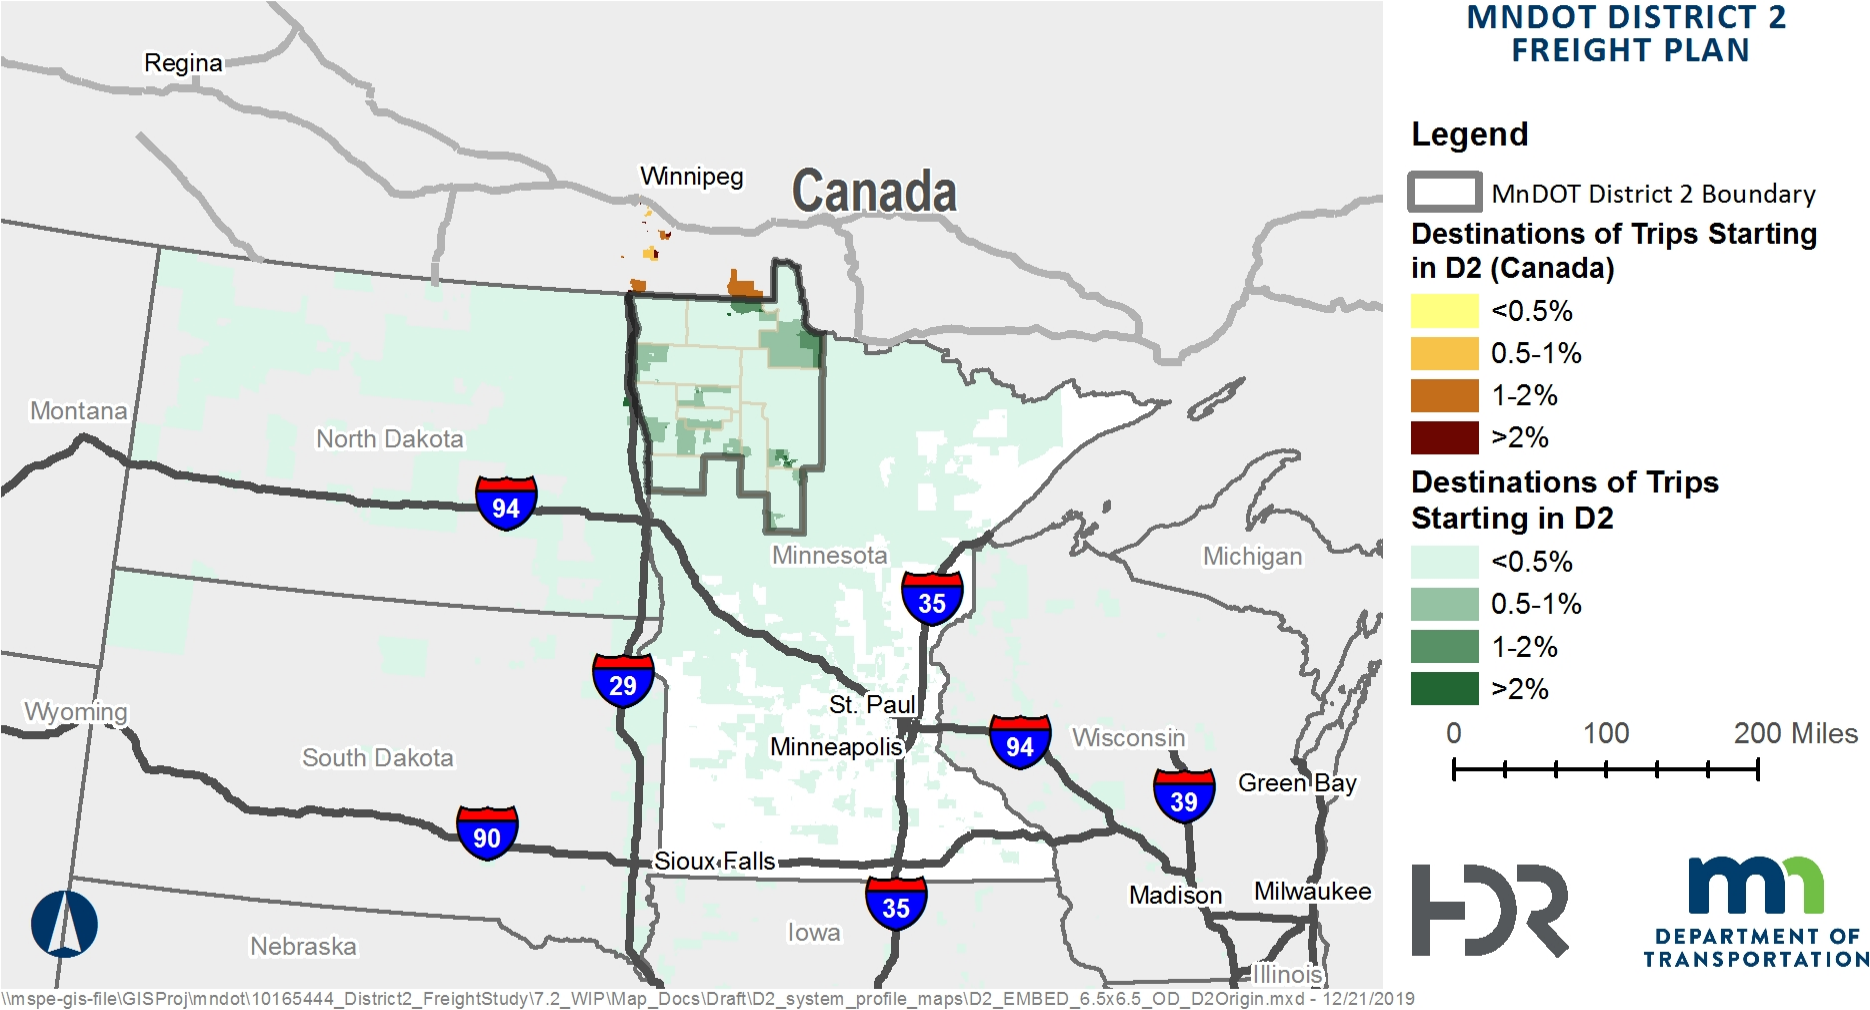 MNDOT DISTRICT 2
FREIGHT PLAN
Regina
Winnipeg
Canada
Montana
North Dakota
94
Minnesota
Michigan
35
29
St. Paul
Wyoming
Minneapolis
94
Wisconsin
South Dakota
39
Green Bay
90
Sioux Falls
35
Madison
Milwaukee
Iowa
Nebraska
Illinois
Legend
MnDOT District 2 Boundary
Destinations of Trips Starting
in D2 (Canada)
<0.5%
0.5-1%
1-2%
>2%
Destinations of Trips
Starting in D2
<0.5%
0.5-1%
1-2%
>2%
0 100 200 Miles
HDR
mn
DEPARTMENT OF
TRANSPORTATION
\\mspe-gis-file\GISProj\mndot\10165444_District2_FreightStudy\7.2_WIP\Map_Docs\Draft\D2_system_profile_maps\D2_EMBED_6.5x6.5_OD_D2Origin.mxd - 12/21/2019